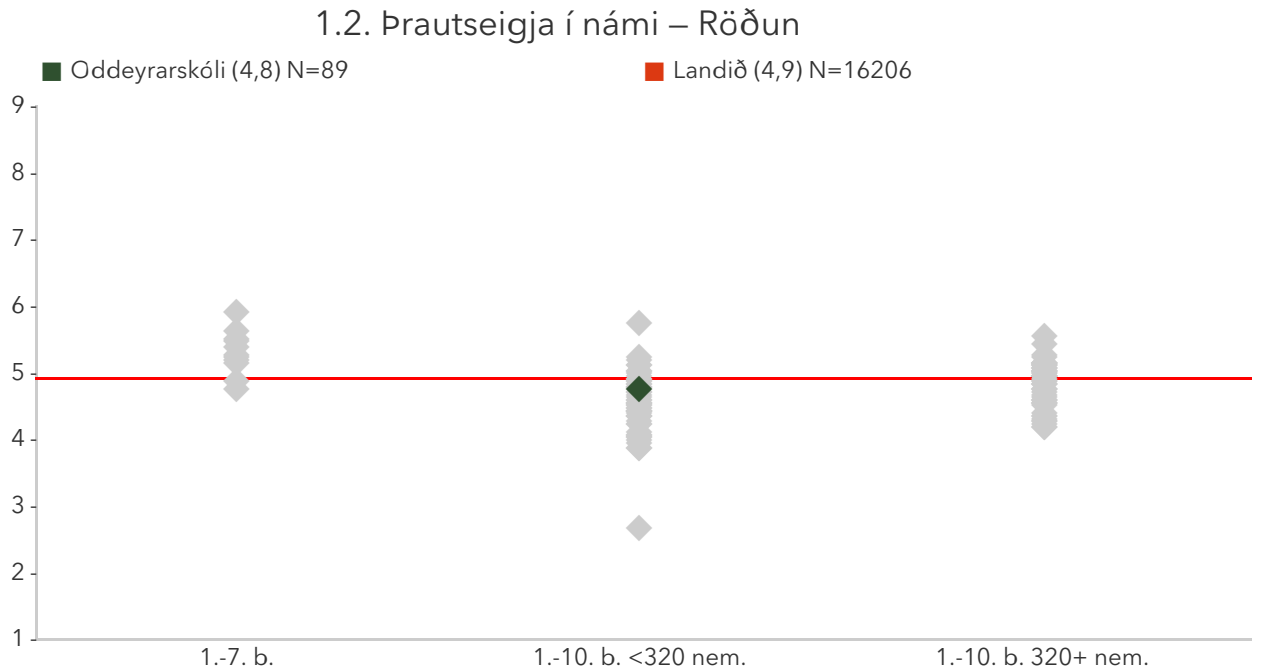 1.2. Þrautseigja í námi – Röðun
Oddeyrarskóli (4,8) N=89
Landið (4,9) N=16206
9
8
7
6
5
4
3
2
1
1.-7. b.
1.-10. b. <320 nem.
1.-10. b. 320+ nem.